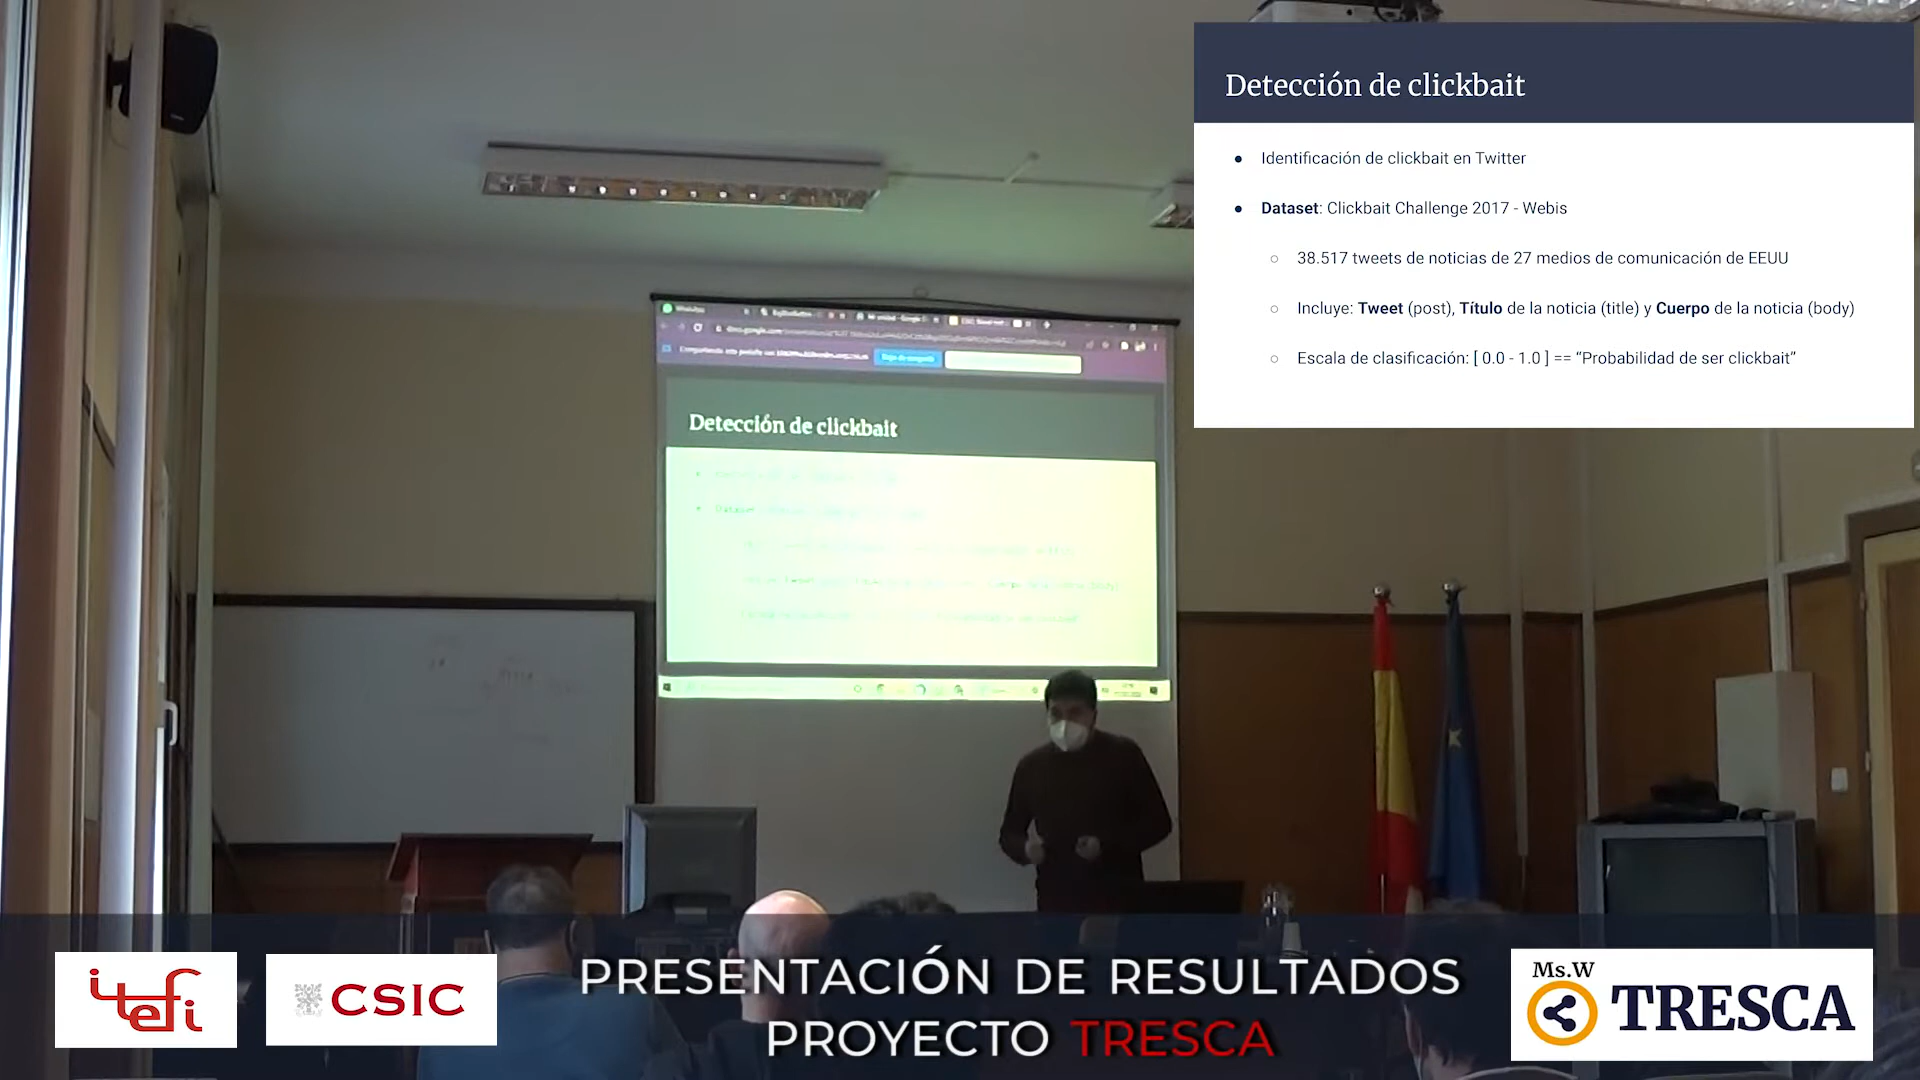 Detección de clickbait
● Identificación de clickbait en Twitter
● Dataset: Clickbait Challenge 2017 - Webis
○ 38.517 tweets de noticias de 27 medios de comunicación de EEUU
○ Incluye: Tweet (post), Título de la noticia (title) y Cuerpo de la noticia (body)
○ Escala de clasificación: [ 0.0 - 1.0 ] == “Probabilidad de ser clickbait”
Detección de clickbait
Dataset
itefi
CSIC
PRESENTACIÓN DE RESULTADOS
PROYECTO TRESCA
Ms.W
TRESCA